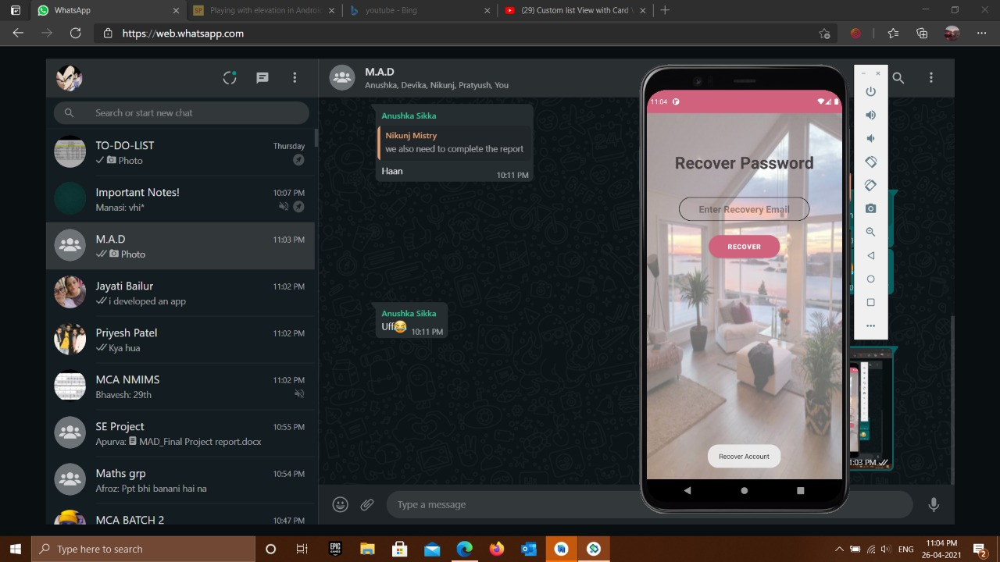 WhatsApp
SP
Playing with elevation in Androi
youtube - Bing
(29) Custom list View with Card V
https://web.whatsapp.com
M.A.D
Anushka, Devika, Nikunj, Pratyush, You
Search or start new chat
TO-DO-LIST
Thursday
Photo
Important Notes!
10:07 PM
Manasi: vhi*
M.A.D
11:03 PM
Photo
Jayati Bailur
11:02 PM
i developed an app
Priyesh Patel
11:02 PM
Kya hua
MCA NMIMS
11:02 PM
Bhavesh: 29th
SE Project
10:55 PM
Apurva: MAD_Final Project report.docx
Maths grp
10:54 PM
Afroz: Ppt bhi banani hai na
MCA BATCH 2
10:47 PM
Anushka Sikka
Nikunj Mistry
we also need to complete the report
Haan
10:11 PM
Anushka Sikka
Uff😂
10:11 PM
11:04
Recover Password
Enter Recovery Email
RECOVER
Recover Account
1:03 PM
Type a message
Type here to search
EPIC
GAMES
ENG
11:04 PM
26-04-2021
2